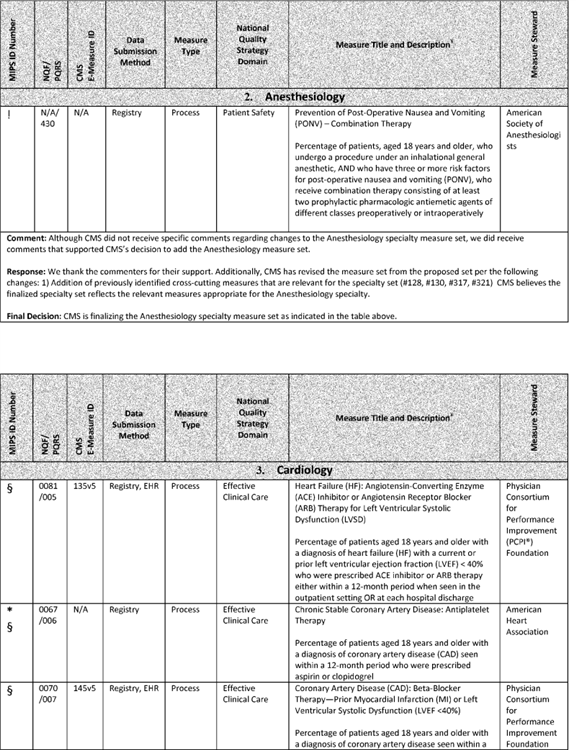 MIPS ID Number
NQF/
PQRS
CMS
E-Measure ID
Data
Submission
Method
Measure
Type
National
Quality
Strategy
Domain
Measure Title and Description¥
Measure Steward
2. Anesthesiology
!
N/A/
430
N/A
Registry
Process
Patient Safety
Prevention of Post-Operative Nausea and Vomiting
(PONV) – Combination Therapy
Percentage of patients, aged 18 years and older, who
undergo a procedure under an inhalational general
anesthetic, AND who have three or more risk factors
for post-operative nausea and vomiting (PONV), who
receive combination therapy consisting of at least
two prophylactic pharmacologic antiemetic agents of
different classes preoperatively or intraoperatively
American
Society of
Anesthesiologi
sts
Comment: Although CMS did not receive specific comments regarding changes to the Anesthesiology specialty measure set, we did receive
comments that supported CMS's decision to add the Anesthesiology measure set.
Response: We thank the commenters for their support. Additionally, CMS has revised the measure set from the proposed set per the following
changes: 1) Addition of previously identified cross-cutting measures that are relevant for the specialty set (#128, #130, #317, #321) CMS believes the
finalized specialty set reflects the relevant measures appropriate for the Anesthesiology specialty.
Final Decision: CMS is finalizing the Anesthesiology specialty measure set as indicated in the table above.
MIPS ID Number
NQF/
PQRS
CMS
E-Measure ID
Data
Submission
Method
Measure
Type
National
Quality
Strategy
Domain
Measure Title and Description¥
Measure Steward
3. Cardiology
§
0081
/005
135v5
Registry, EHR
Process
Effective
Clinical Care
Heart Failure (HF): Angiotensin-Converting Enzyme
(ACE) Inhibitor or Angiotensin Receptor Blocker
(ARB) Therapy for Left Ventricular Systolic
Dysfunction (LVSD)
Percentage of patients aged 18 years and older with
a diagnosis of heart failure (HF) with a current or
prior left ventricular ejection fraction (LVEF) < 40%
who were prescribed ACE inhibitor or ARB therapy
either within a 12-month period when seen in the
outpatient setting OR at each hospital discharge
Physician
Consortium
for
Performance
Improvement
(PCPI®)
Foundation
*
§
0067
/006
N/A
Registry
Process
Effective
Clinical Care
Chronic Stable Coronary Artery Disease: Antiplatelet
Therapy
Percentage of patients aged 18 years and older with
a diagnosis of coronary artery disease (CAD) seen
within a 12-month period who were prescribed
aspirin or clopidogrel
American
Heart
Association
§
0070
/007
145v5
Registry, EHR
Process
Effective
Clinical Care
Coronary Artery Disease (CAD): Beta-Blocker
Therapy—Prior Myocardial Infarction (MI) or Left
Ventricular Systolic Dysfunction (LVEF <40%)
Percentage of patients aged 18 years and older with
a diagnosis of coronary artery disease seen within a
Physician
Consortium
for
Performance
Improvement
Foundation